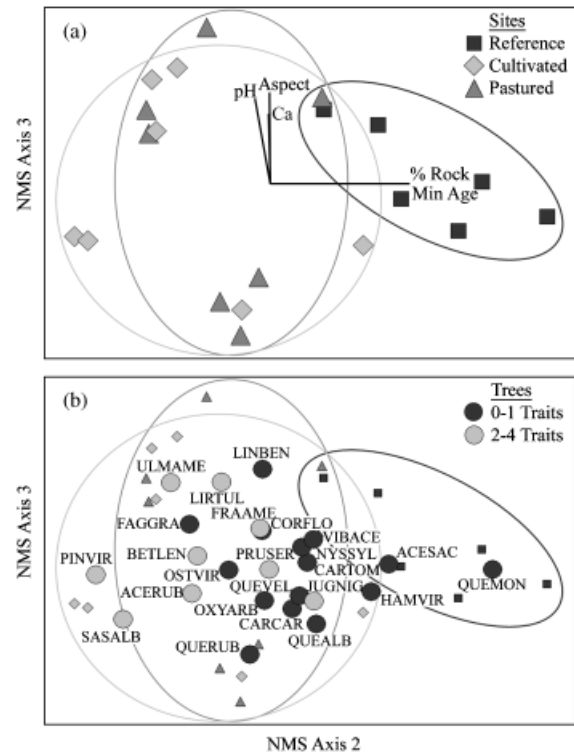 (a)
Sites
Reference
Cultivated
Pastured
Aspect
pH
Ca
% Rock
Min Age
NMS Axis 3
(b)
Trees
0-1 Traits
2-4 Traits
LINBEN
ULMAME
LIRTUL
FRAAME
FAGGRA
CORFLO
VIBACE
BETLEN
PRUSER
NYSSYL
ACESAC
PINVIR
OSTVIR
CARTOM
QUEMON
ACERUB
QUEVEL
JUGNIG
OXYARB
HAMVIR
SASALB
CARCAR
QUERUB
QUEALB
NMS Axis 3
NMS Axis 2